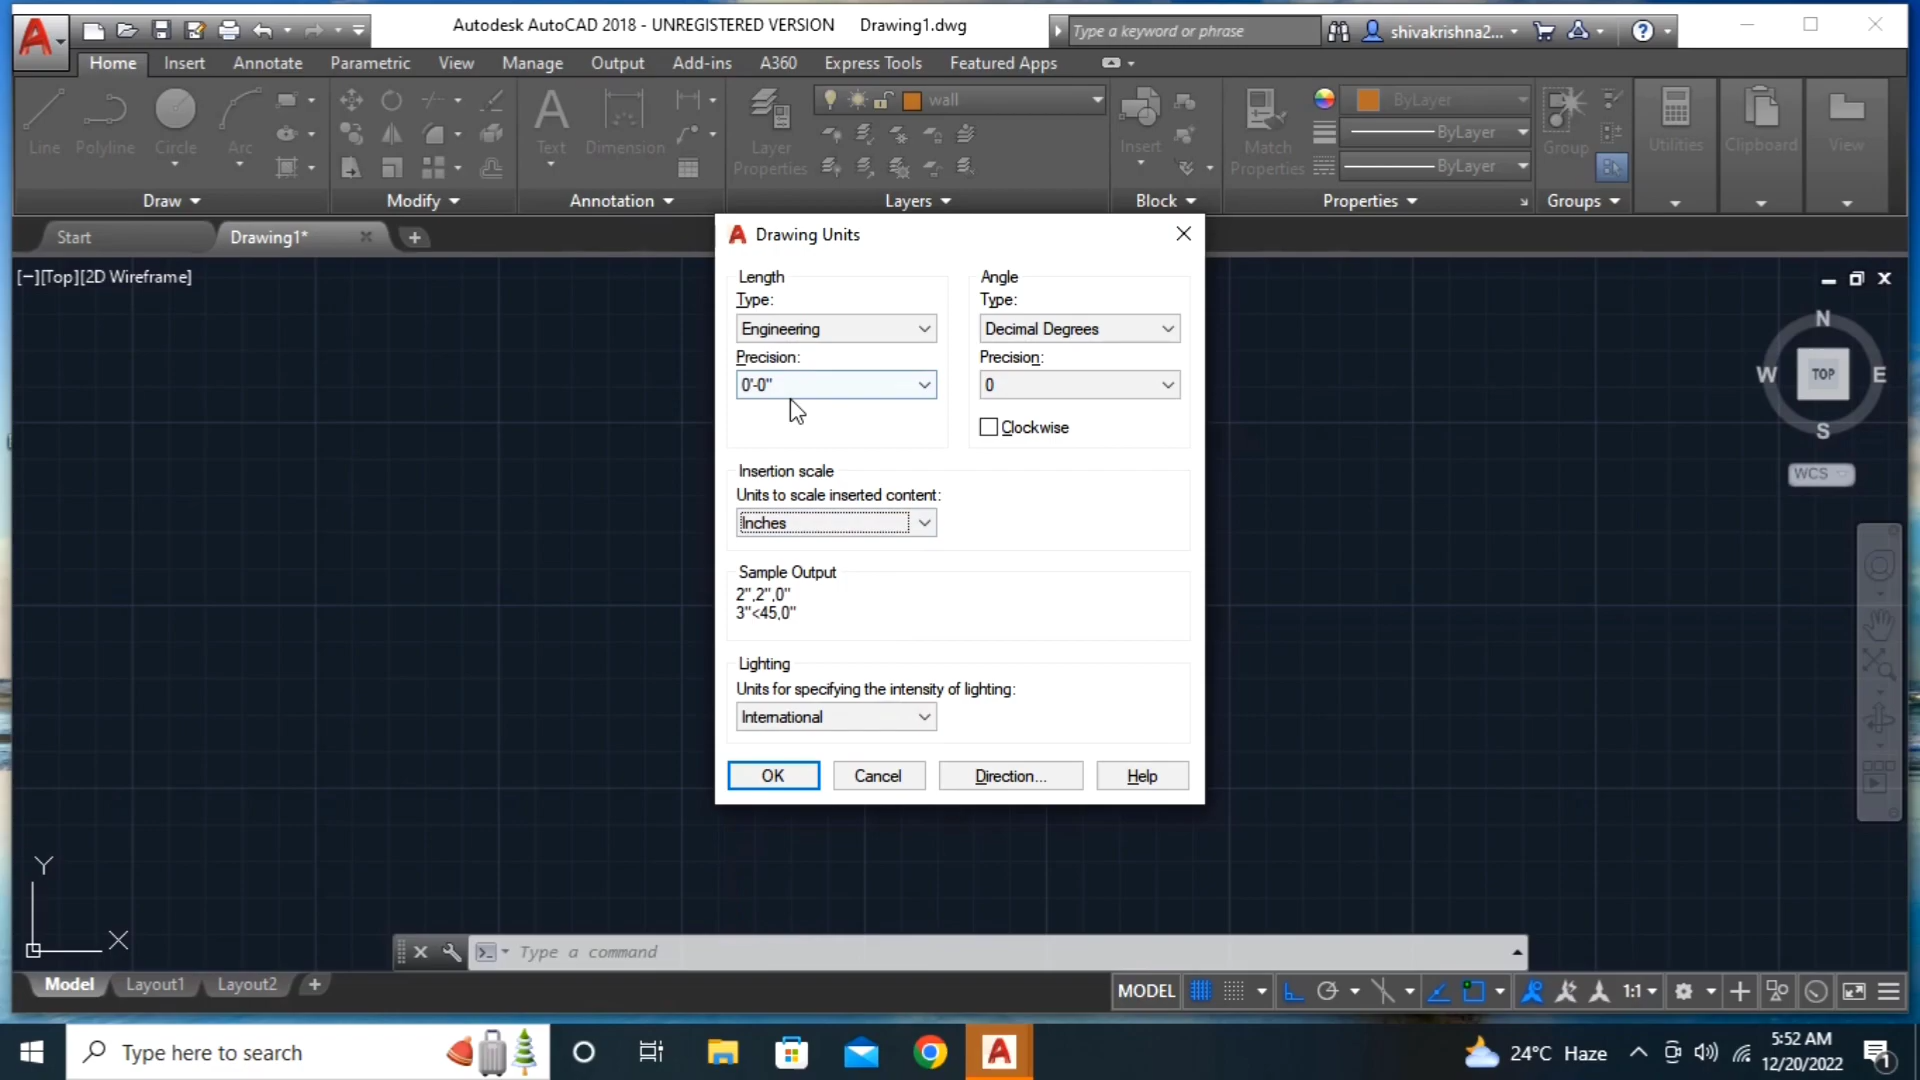 Autodesk AutoCAD 2018 - UNREGISTERED VERSION Drawing1.dwg
Type a keyword or phrase
shivakrishna2...
Home Insert Annotate Parametric View Manage Output Add-ins A360 Express Tools Featured Apps
wall
ByLayer
ByLayer
ByLayer
Line Polyline Circle Arc
Text Dimension
Layer Properties
Insert
Match Properties
Group
Utilities
Clipboard
View
Draw Modify Annotation Layers Block Properties Groups
Start Drawing1*
[−][Top][2D Wireframe]
N
W TOP E
S
WCS
Drawing Units
Length
Type:
Engineering
Precision:
0'-0"
Angle
Type:
Decimal Degrees
Precision:
0
Clockwise
Insertion scale
Units to scale inserted content:
Inches
Sample Output
2",2",0"
3"<45,0"
Lighting
Units for specifying the intensity of lighting:
International
OK Cancel Direction... Help
Y
X
Type a command
Model Layout1 Layout2
MODEL 1:1
Type here to search
24°C Haze
5:52 AM
12/20/2022
1